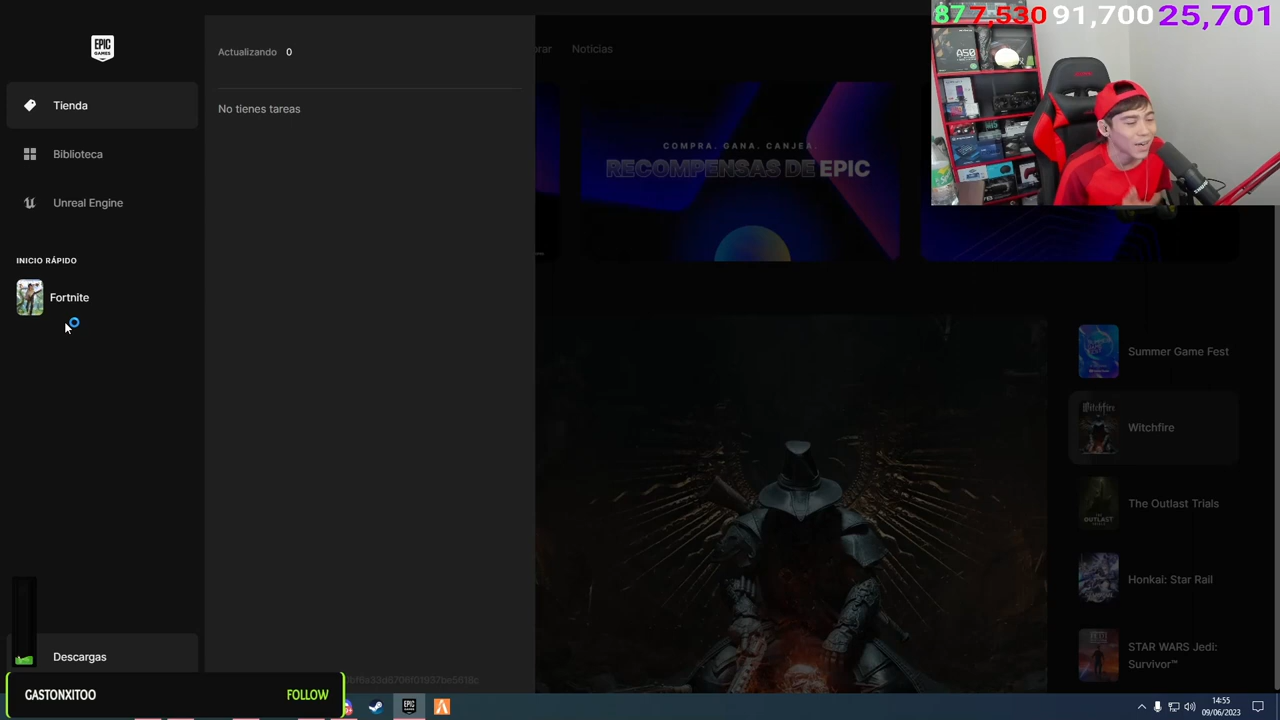 877,530 91,700 25,701
EPIC
GAMES
Tienda
Biblioteca
Unreal Engine
INICIO RÁPIDO
Fortnite
Descargas
Actualizando 0
No tienes tareas
Noticias
COMPRA. GANA. CANJEA.
RECOMPENSAS DE EPIC
A50
Summer Game Fest
Witchfire
Witchfire
The Outlast Trials
Honkai: Star Rail
STAR WARS Jedi:
Survivor™
GASTONXITOO FOLLOW
14:55
09/06/2023